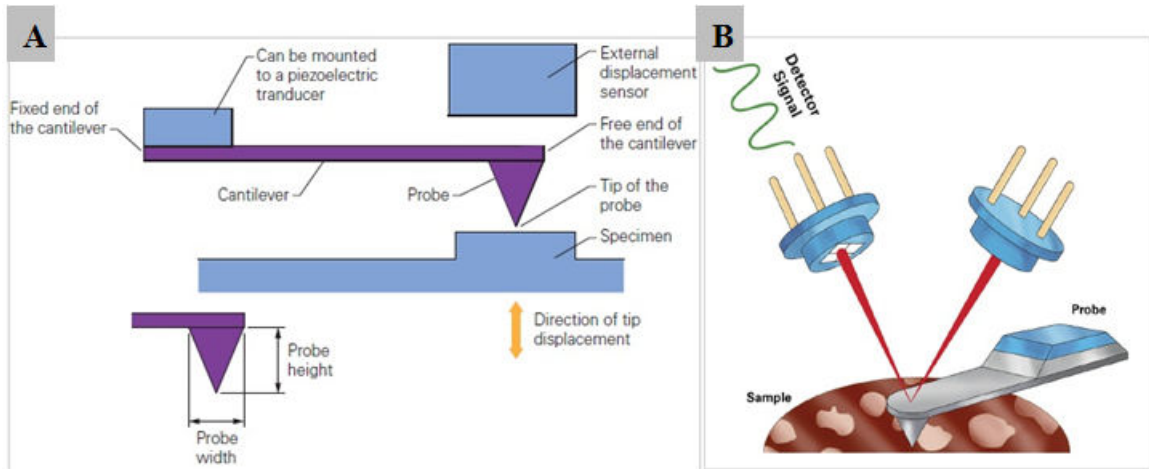 A
Can be mounted
to a piezoelectric
tranducer
External
displacement
sensor
Fixed end of
the cantilever
Free end of
the cantilever
Cantilever
Probe
Tip of the
probe
Specimen
Direction of tip
displacement
Probe
height
Probe
width
B
Detector
Signal
Probe
Sample